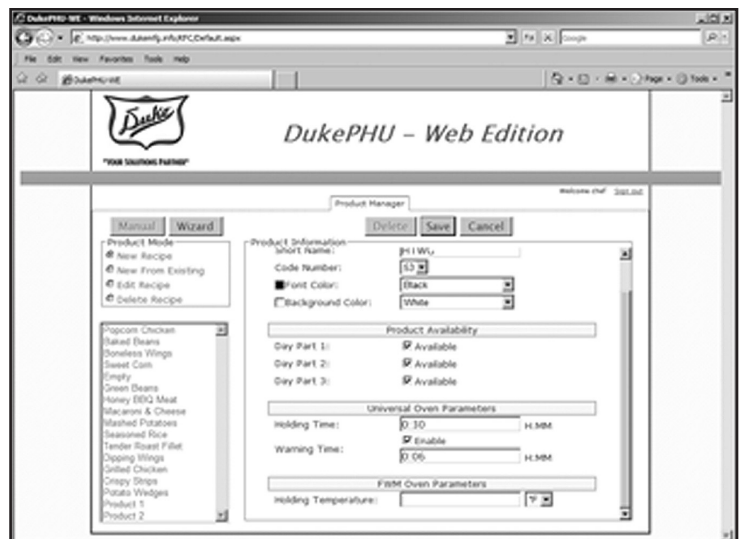 DukePHU-WE - Windows Internet Explorer
http://www.dukemfg.info/KFC/Default.aspx
Google
File Edit View Favorites Tools Help
DukePHU-WE
Page Tools
Duke
"YOUR SOLUTIONS PARTNER"
DukePHU – Web Edition
Welcome chef Sign out
Product Manager
Manual Wizard Delete Save Cancel
Product Mode
New Recipe
New From Existing
Edit Recipe
Delete Recipe
Popcorn Chicken
Baked Beans
Boneless Wings
Sweet Corn
Empty
Green Beans
Honey BBQ Meat
Macaroni & Cheese
Mashed Potatoes
Seasoned Rice
Tender Roast Fillet
Dipping Wings
Grilled Chicken
Crispy Strips
Potato Wedges
Product 1
Product 2
Product Information
Short Name: HTWG
Code Number: 53
Font Color: Black
Background Color: White
Product Availability
Day Part 1: Available
Day Part 2: Available
Day Part 3: Available
Universal Oven Parameters
Holding Time: 0:30 H:MM
Enable
Warning Time: 0:06 H:MM
FWM Oven Parameters
Holding Temperature: °F